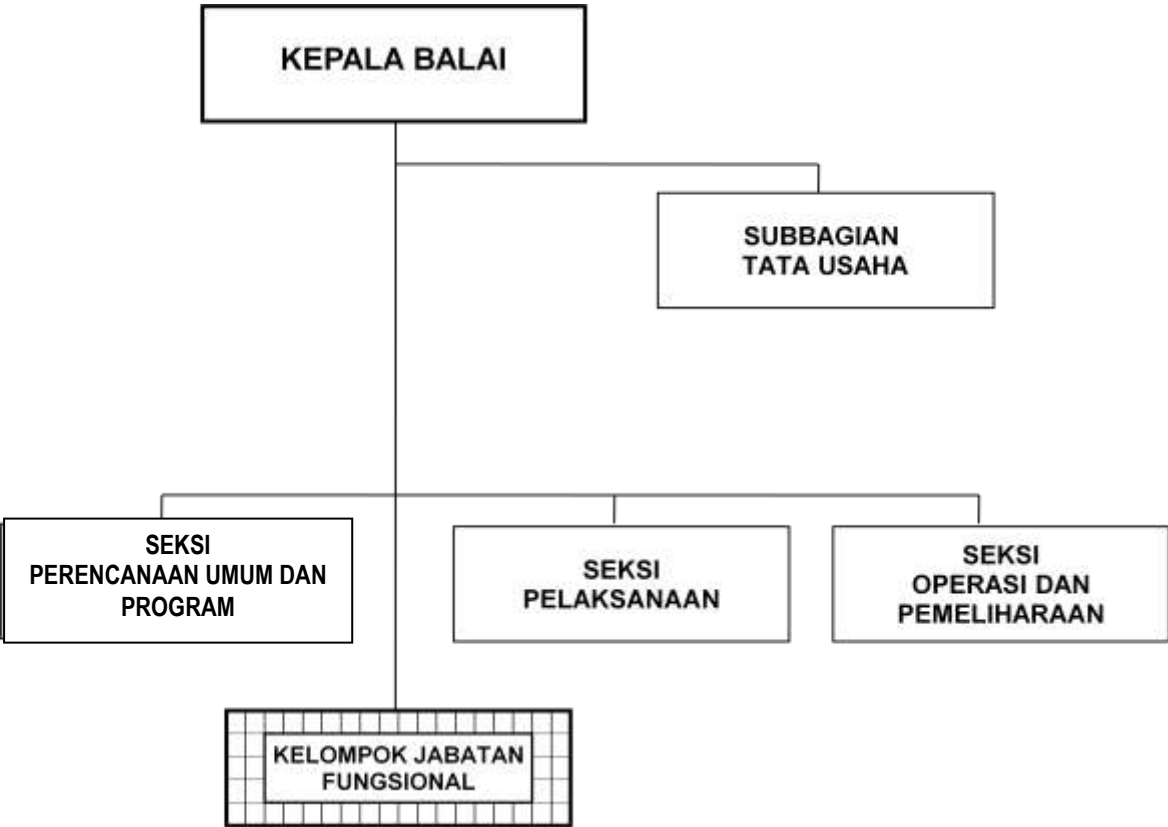 KEPALA BALAI
SUBBAGIAN
TATA USAHA
SEKSI
PERENCANAAN UMUM DAN
PROGRAM
SEKSI
PELAKSANAAN
SEKSI
OPERASI DAN
PEMELIHARAAN
KELOMPOK JABATAN
FUNGSIONAL